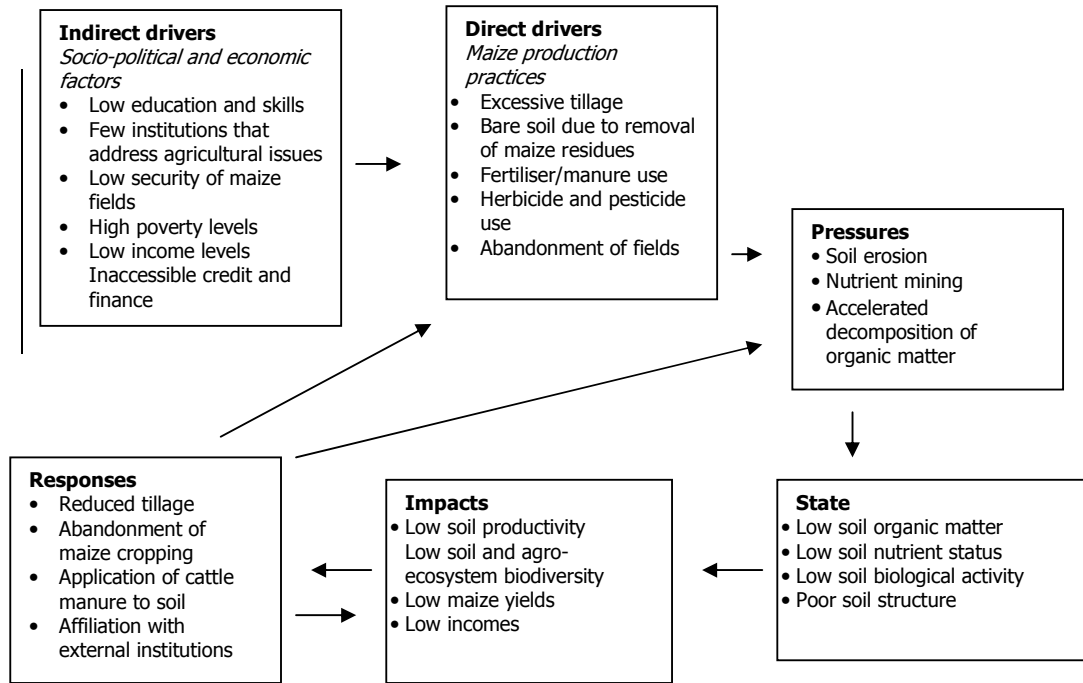 Indirect drivers
Socio-political and economic
factors
• Low education and skills
• Few institutions that
address agricultural issues
• Low security of maize
fields
• High poverty levels
• Low income levels
Inaccessible credit and
finance
Direct drivers
Maize production
practices
• Excessive tillage
• Bare soil due to removal
of maize residues
• Fertiliser/manure use
• Herbicide and pesticide
use
• Abandonment of fields
Pressures
• Soil erosion
• Nutrient mining
• Accelerated
decomposition of
organic matter
Responses
• Reduced tillage
• Abandonment of
maize cropping
• Application of cattle
manure to soil
• Affiliation with
external institutions
Impacts
• Low soil productivity
Low soil and agro-
ecosystem biodiversity
• Low maize yields
• Low incomes
State
• Low soil organic matter
• Low soil nutrient status
• Low soil biological activity
• Poor soil structure